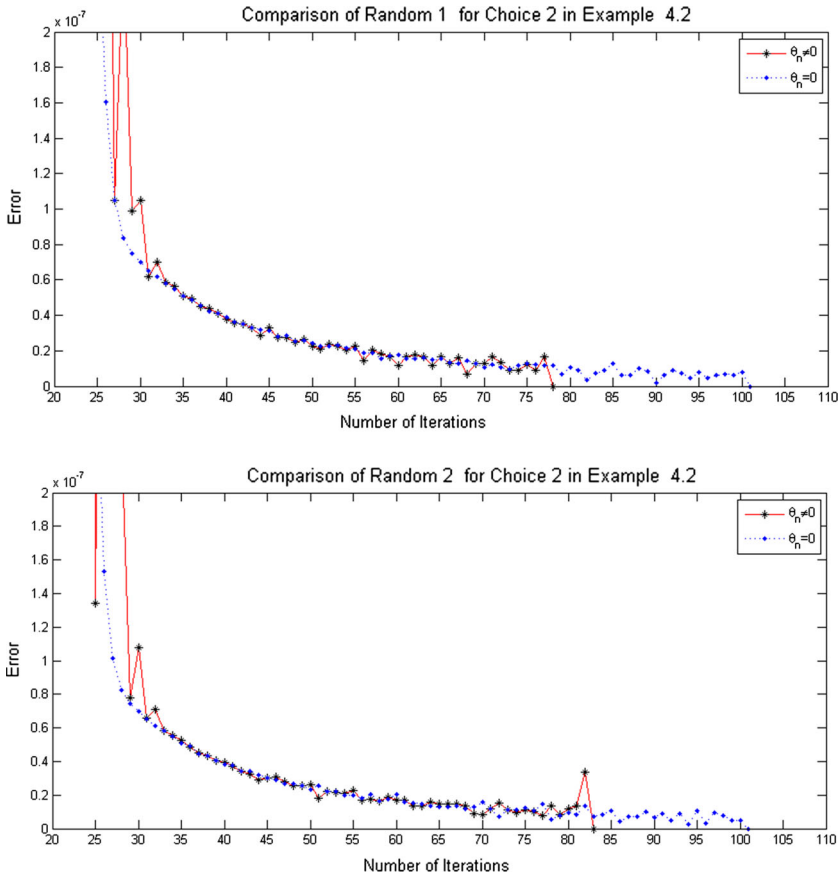 Comparison of Random 1 for Choice 2 in Example 4.2
x 10⁻⁷
2
1.8
1.6
1.4
1.2
1
0.8
0.6
0.4
0.2
0
Error
θ_n≠0
θ_n=0
20 25 30 35 40 45 50 55 60 65 70 75 80 85 90 95 100 105 110
Number of Iterations
Comparison of Random 2 for Choice 2 in Example 4.2
x 10⁻⁷
2
1.8
1.6
1.4
1.2
1
0.8
0.6
0.4
0.2
0
Error
θ_n≠0
θ_n=0
20 25 30 35 40 45 50 55 60 65 70 75 80 85 90 95 100 105 110
Number of Iterations